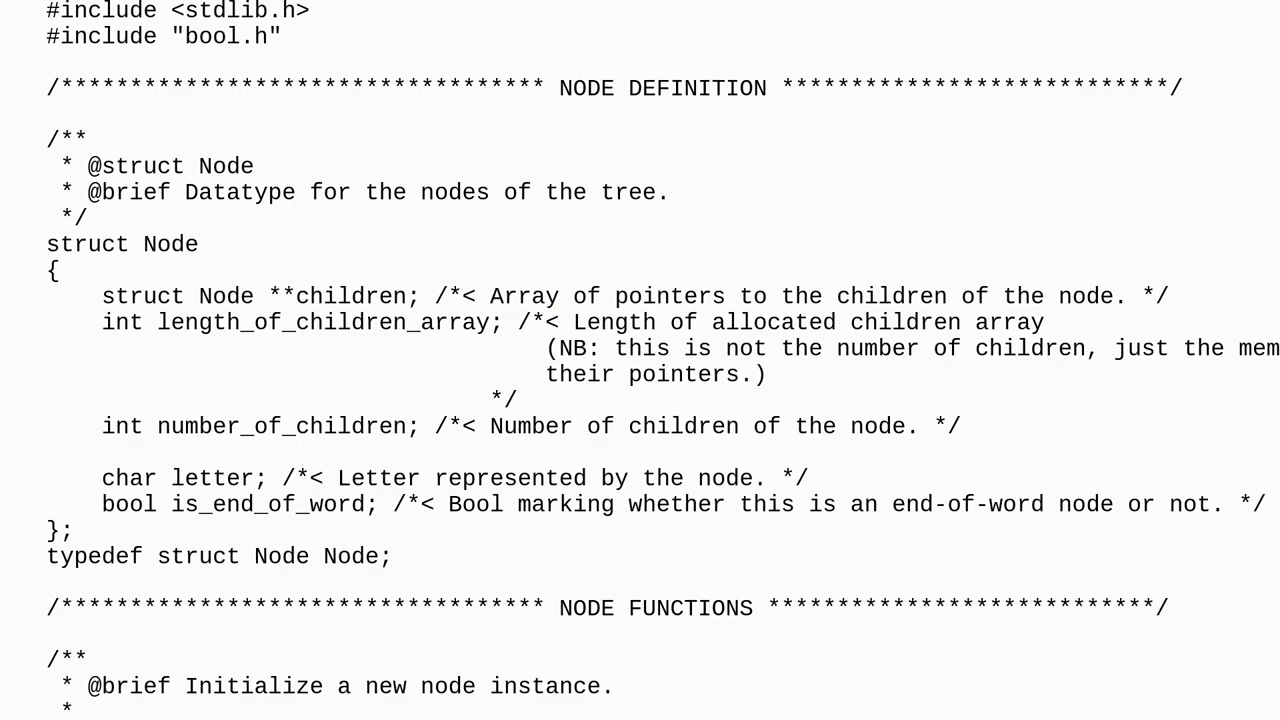 #include <stdlib.h>
#include "bool.h"
/*********************************** NODE DEFINITION ****************************/
/**
 * @struct Node
 * @brief Datatype for the nodes of the tree.
 */
struct Node
{
    struct Node **children; /*< Array of pointers to the children of the node. */
    int length_of_children_array; /*< Length of allocated children array
                                    (NB: this is not the number of children, just the mem
                                    their pointers.)
                                */
    int number_of_children; /*< Number of children of the node. */
    char letter; /*< Letter represented by the node. */
    bool is_end_of_word; /*< Bool marking whether this is an end-of-word node or not. */
};
typedef struct Node Node;
/*********************************** NODE FUNCTIONS ****************************/
/**
 * @brief Initialize a new node instance.
 *